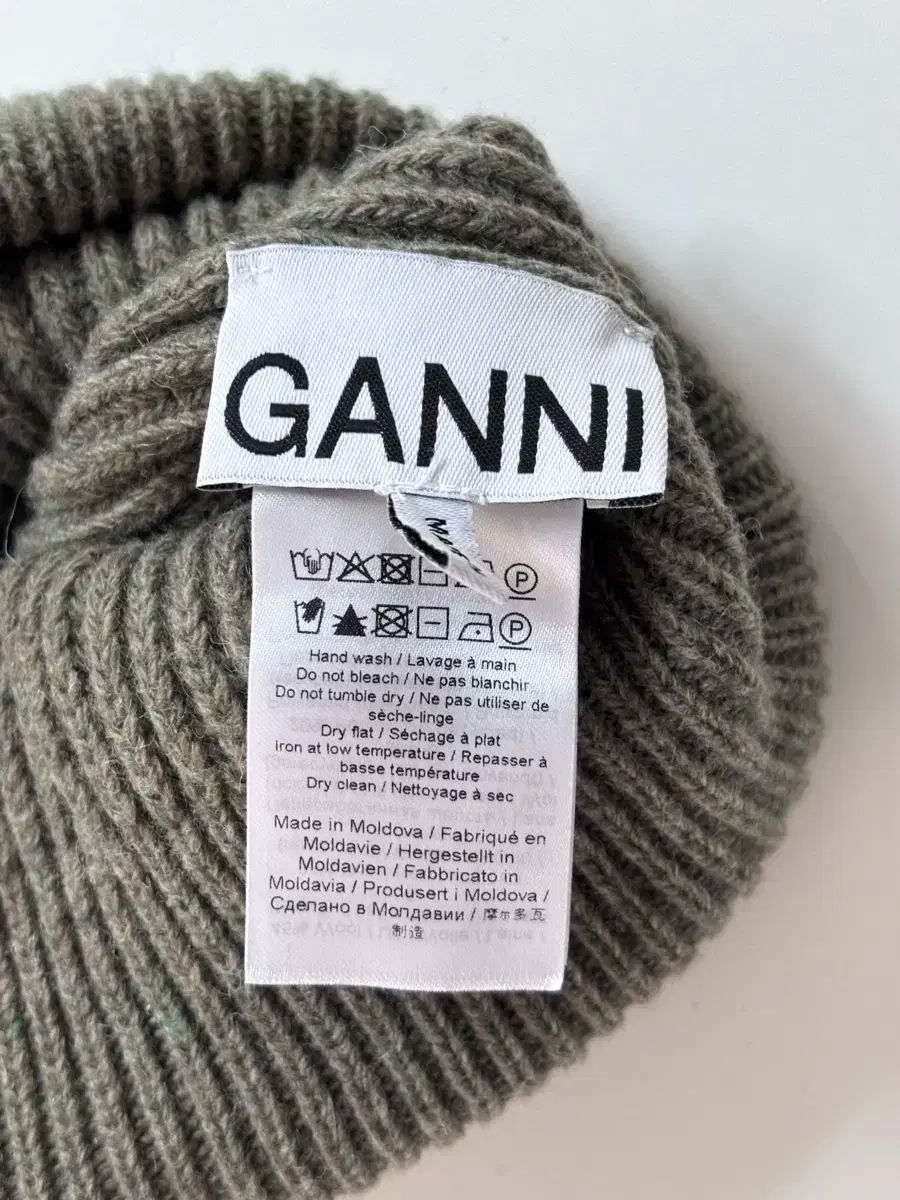 GANNI
M
P
P
Hand wash / Lavage à main
Do not bleach / Ne pas blanchir
Do not tumble dry / Ne pas utiliser de
sèche-linge
Dry flat / Séchage à plat
iron at low temperature / Repasser à
basse température
Dry clean / Nettoyage à sec
Made in Moldova / Fabriqué en
Moldavie / Hergestellt in
Moldavien / Fabbricato in
Moldavia / Produsert i Moldova /
Сделано в Молдавии / 摩尔多瓦
制造